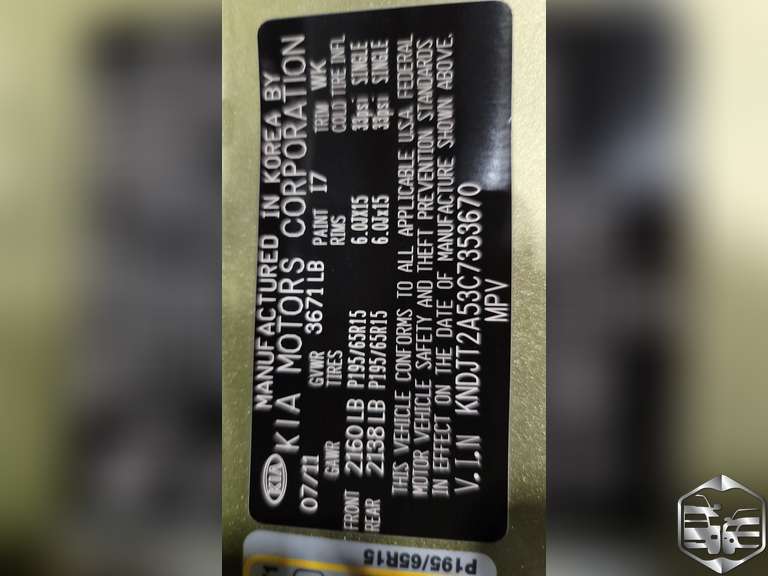 MANUFACTURED IN KOREA BY
KIA KIA MOTORS CORPORATION
07/11 GVWR 3671LB PAINT 17 TRIM WK
GAWR TIRES RIMS COLD TIRE INFL
FRONT 2160 LB P195/65R15 6.0JX15 33psi SINGLE
REAR 2138 LB P195/65R15 6.0Jx15 33psi SINGLE
THIS VEHICLE CONFORMS TO ALL APPLICABLE U.S.A. FEDERAL
MOTOR VEHICLE SAFETY AND THEFT PREVENTION STANDARDS
IN EFFECT ON THE DATE OF MANUFACTURE SHOWN ABOVE.
V.I.N KNDJT2A53C7353670
MPV
P195/65R15